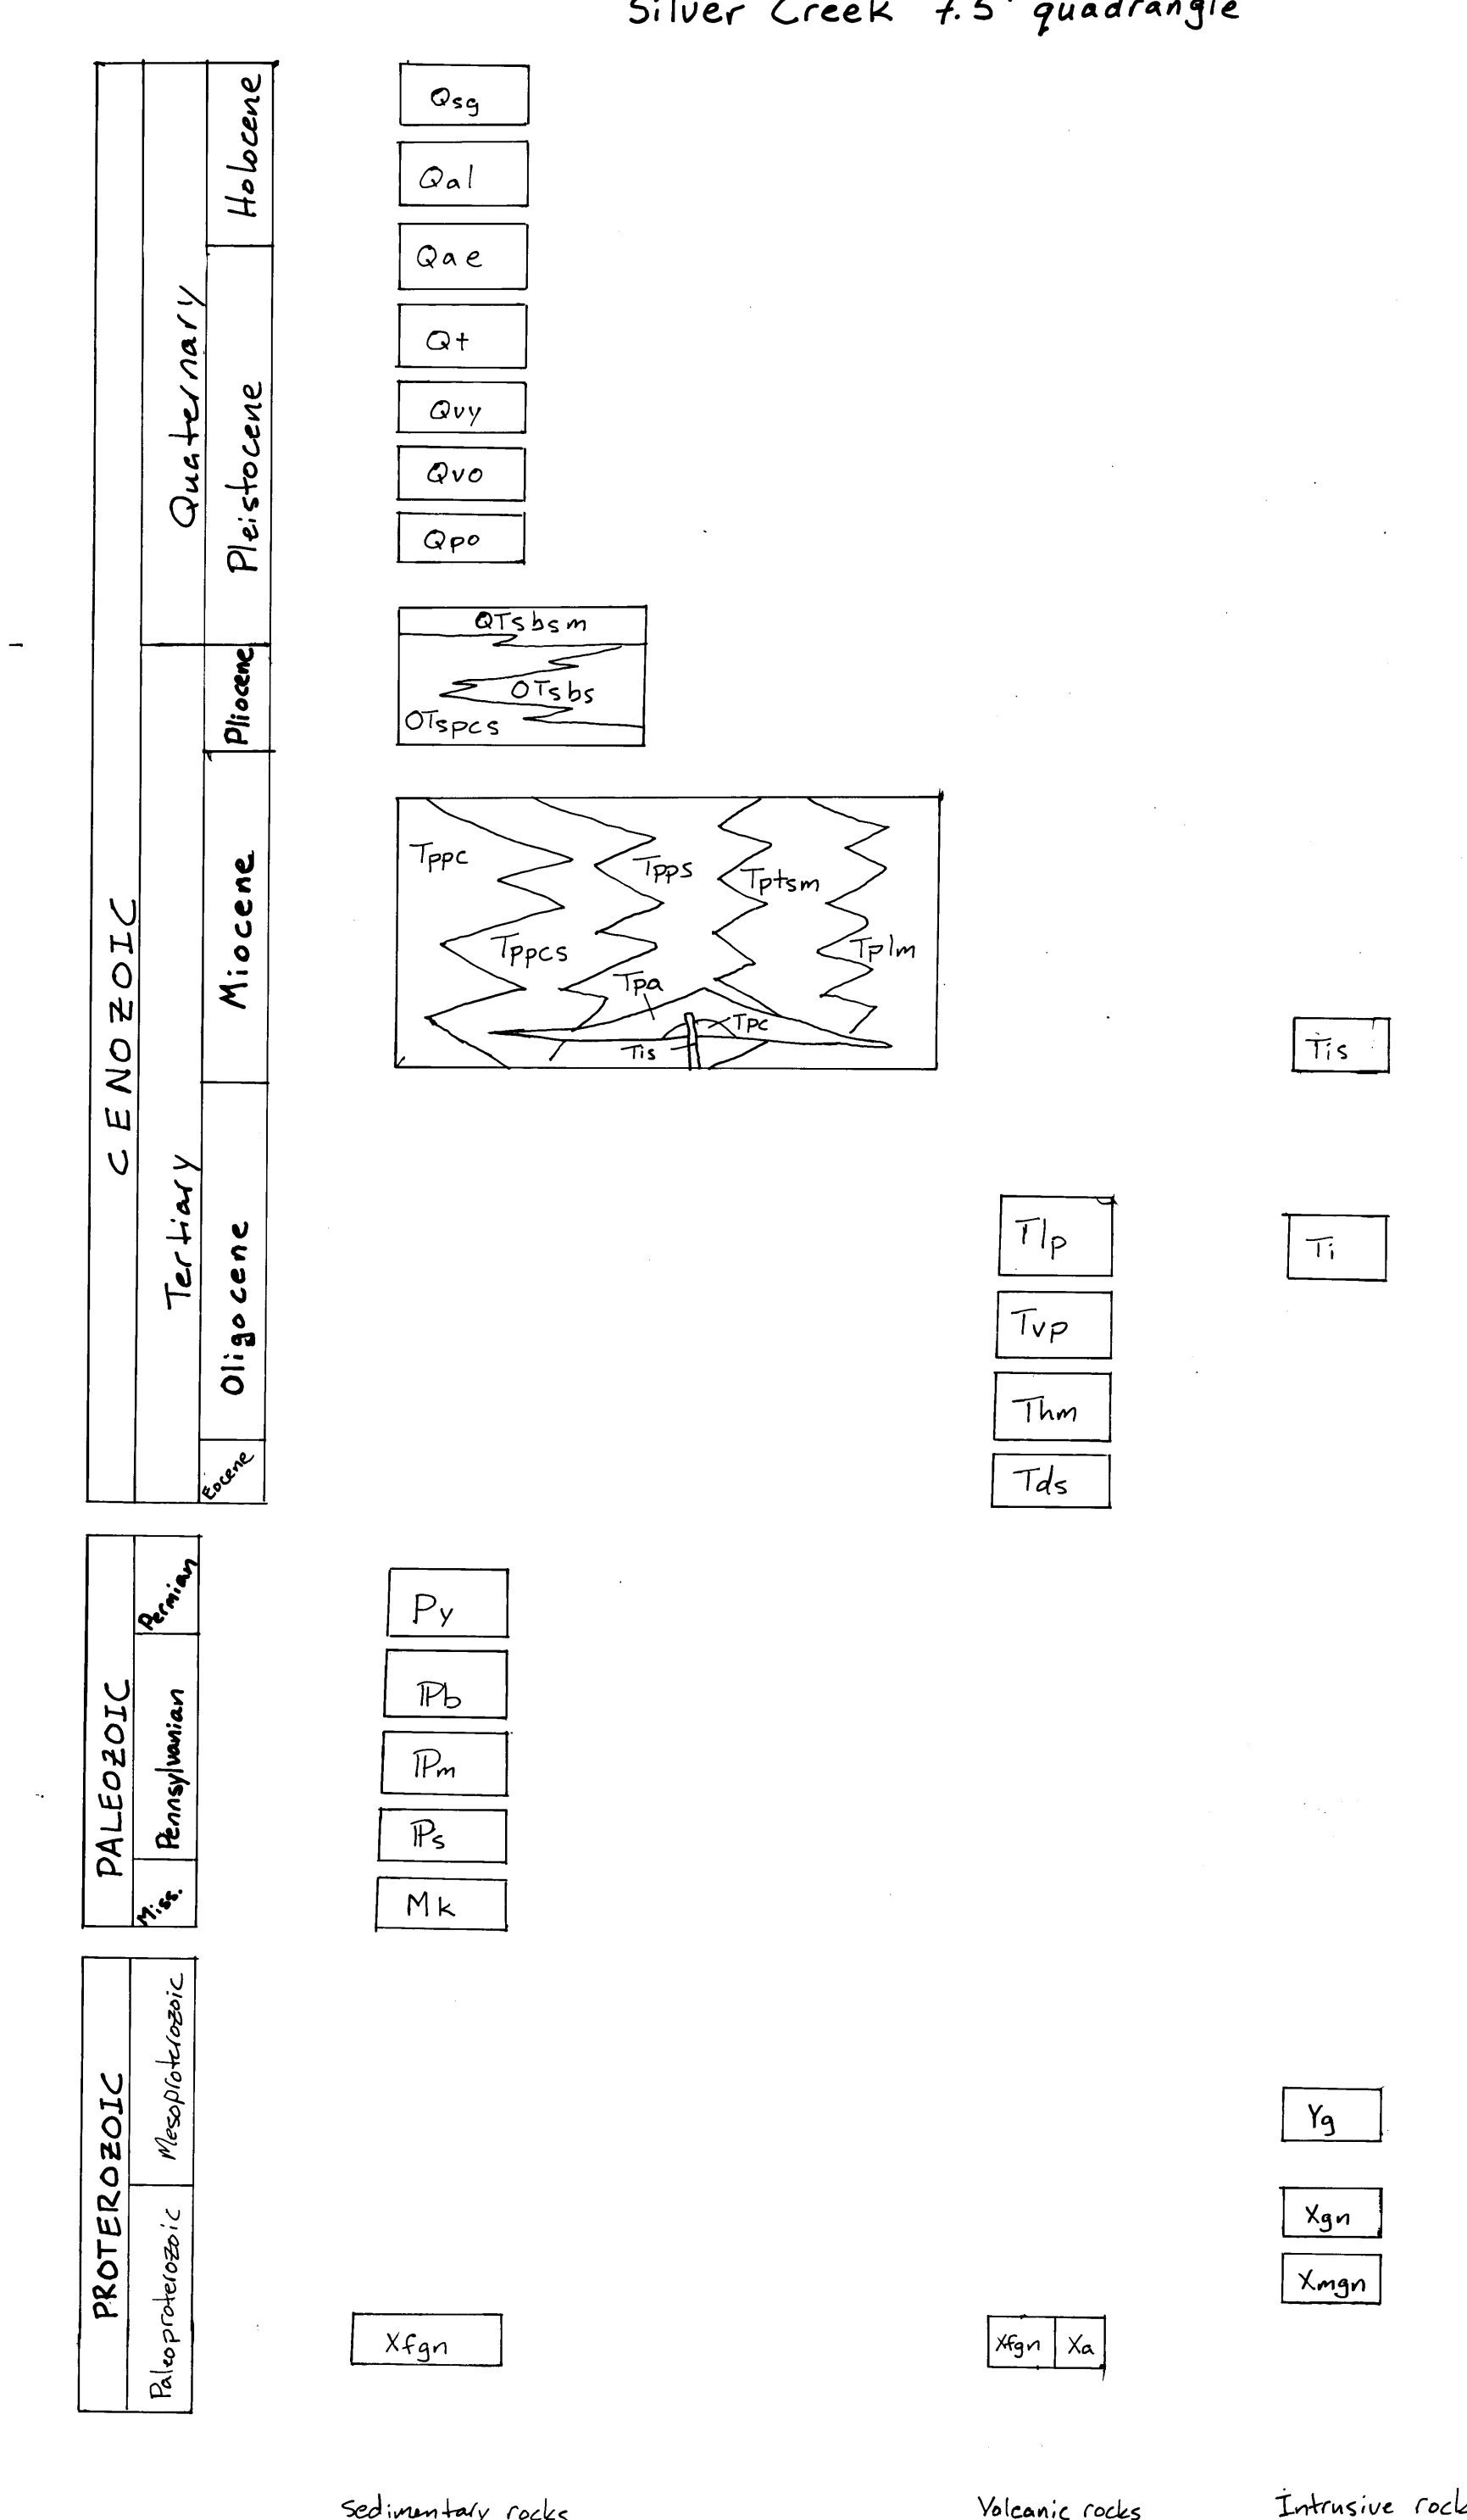 Silver Creek 7.5' quadrangle
CENOZOIC
Quaternary
Holocene
Pleistocene
Tertiary
Pliocene
Miocene
Oligocene
Eocene
Qsg
Qal
Qae
Qt
Qvy
Qvo
Qpo
QTsbsm
QTsbs
QTspcs
Tppc
Tpps
Tptsm
Tppcs
Tplm
Tpa
Tpc
Tis
Tis
Tlp
Ti
Tvp
Thm
Tds
PALEOZOIC
Permian
Pennsylvanian
Miss.
Py
ℙb
ℙm
ℙs
Mk
PROTEROZOIC
Mesoproterozoic
Paleoproterozoic
Yg
Xgn
Xmgn
Xfgn
Xfgn Xa
Sedimentary rocks
Volcanic rocks
Intrusive rock